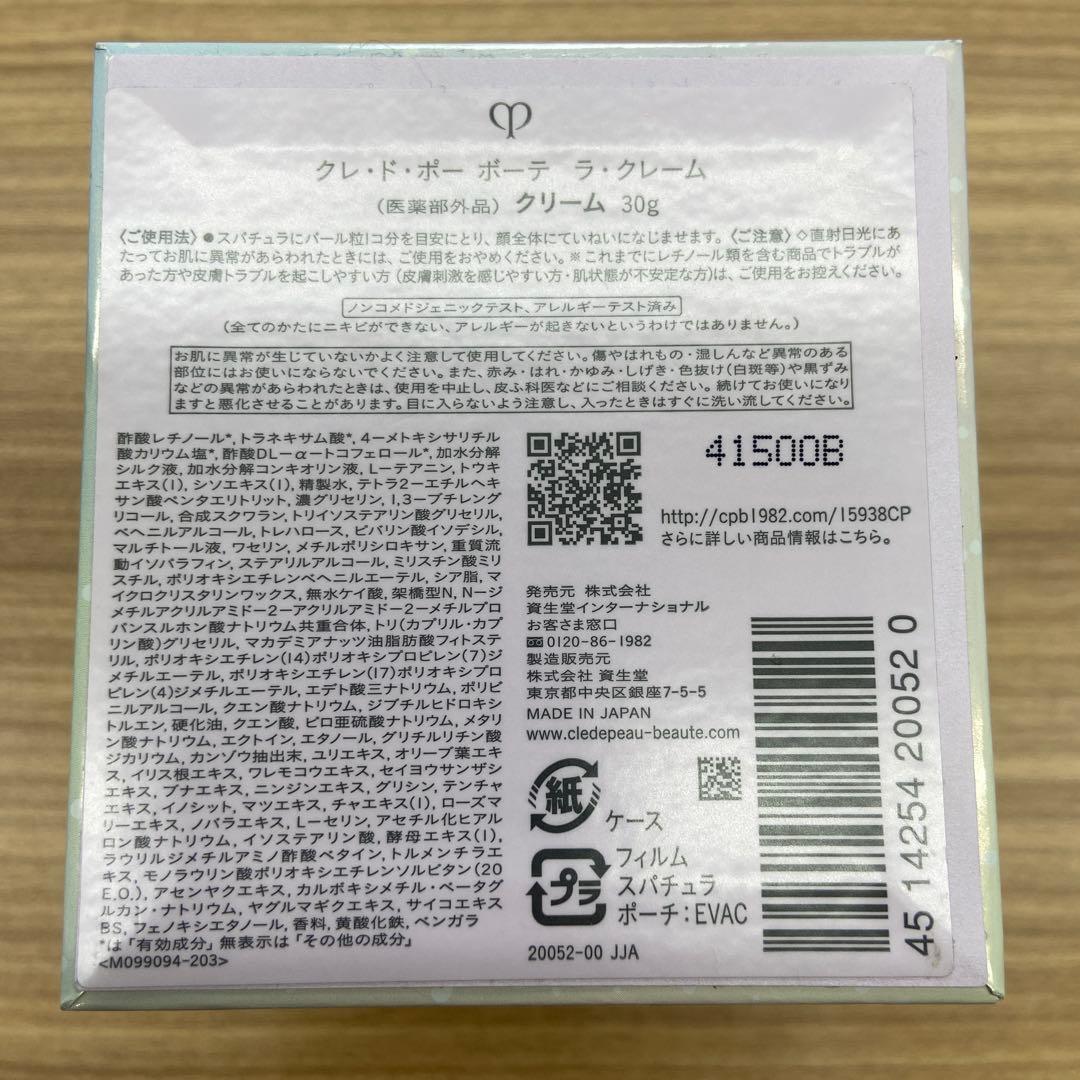 クレ・ド・ポー ボーテ ラ・クレーム
（医薬部外品） クリーム 30g
〈ご使用法〉●スパチュラにパール粒1コ分を目安にとり、顔全体にていねいになじませます。〈ご注意〉◇直射日光にあ
たってお肌に異常があらわれたときには、ご使用をおやめください。※これまでにレチノール類を含む商品でトラブルが
あった方や皮膚トラブルを起こしやすい方（皮膚刺激を感じやすい方・肌状態が不安定な方）は、ご使用をお控えください。
ノンコメドジェニックテスト、アレルギーテスト済み
（全てのかたにニキビができない、アレルギーが起きないというわけではありません。）
お肌に異常が生じていないかよく注意して使用してください。傷やはれもの・湿しんなど異常のある
部位にはお使いにならないでください。また、赤み・はれ・かゆみ・しげき・色抜け（白斑等）や黒ずみ
などの異常があらわれたときは、使用を中止し、皮ふ科医などにご相談ください。続けてお使いになり
ますと悪化させることがあります。目に入らないよう注意し、入ったときはすぐに洗い流してください。
酢酸レチノール*, トラネキサム酸*, 4ーメトキシサリチル
酸カリウム塩*, 酢酸DLーαートコフェロール*, 加水分解
シルク液, 加水分解コンキオリン液, Lーテアニン, トウキ
エキス(1), シソエキス(1), 精製水, テトラ2ーエチルヘキ
サン酸ペンタエリトリット, 濃グリセリン, 1,3ーブチレング
リコール, 合成スクワラン, トリイソステアリン酸グリセリル,
ベヘニルアルコール, トレハロース, ピバリン酸イソデシル,
マルチトール液, ワセリン, メチルポリシロキサン, 重質流
動イソパラフィン, ステアリルアルコール, ミリスチン酸ミリ
スチル, ポリオキシエチレンベヘニルエーテル, シア脂, マ
イクロクリスタリンワックス, 無水ケイ酸, 架橋型N, Nージ
メチルアクリルアミドー2ーアクリルアミドー2ーメチルプロ
パンスルホン酸ナトリウム共重合体, トリ(カプリル・カプ
リン酸)グリセリル, マカデミアナッツ油脂肪酸フィトステ
リル, ポリオキシエチレン(14)ポリオキシプロピレン(7)ジ
メチルエーテル, ポリオキシエチレン(17)ポリオキシプロ
ピレン(4)ジメチルエーテル, エデト酸三ナトリウム, ポリビ
ニルアルコール, クエン酸ナトリウム, ジブチルヒドロキシ
トルエン, 硬化油, クエン酸, ピロ亜硫酸ナトリウム, メタリ
ン酸ナトリウム, エクトイン, エタノール, グリチルリチン酸
ジカリウム, カンゾウ抽出末, ユリエキス, オリーブ葉エキ
ス, イリス根エキス, ワレモコウエキス, セイヨウサンザシ
エキス, ブナエキス, ニンジンエキス, グリシン, テンチャ
エキス, イノシット, マツエキス, チャエキス(1), ローズマ
リーエキス, ノバラエキス, Lーセリン, アセチル化ヒアル
ロン酸ナトリウム, イソステアリン酸, 酵母エキス(1),
ラウリルジメチルアミノ酢酸ベタイン, トルメンチラエ
キス, モノラウリン酸ポリオキシエチレンソルビタン(20
E.O.), アセンヤクエキス, カルボキシメチル・ベータグ
ルカン・ナトリウム, ヤグルマギクエキス, サイコエキス
BS, フェノキシエタノール, 香料, 黄酸化鉄, ベンガラ
*は「有効成分」無表示は「その他の成分」
<M099094-203>
41500B
http://cpb1982.com/15938CP
さらに詳しい商品情報はこちら。
発売元 株式会社
資生堂インターナショナル
お客さま窓口
0120-86-1982
製造販売元
株式会社 資生堂
東京都中央区銀座7-5-5
MADE IN JAPAN
www.cledepeau-beaute.com
紙
ケース
プラ
フィルム
スパチュラ
ポーチ：EVAC
20052-00 JJA
45 14254 20052 0